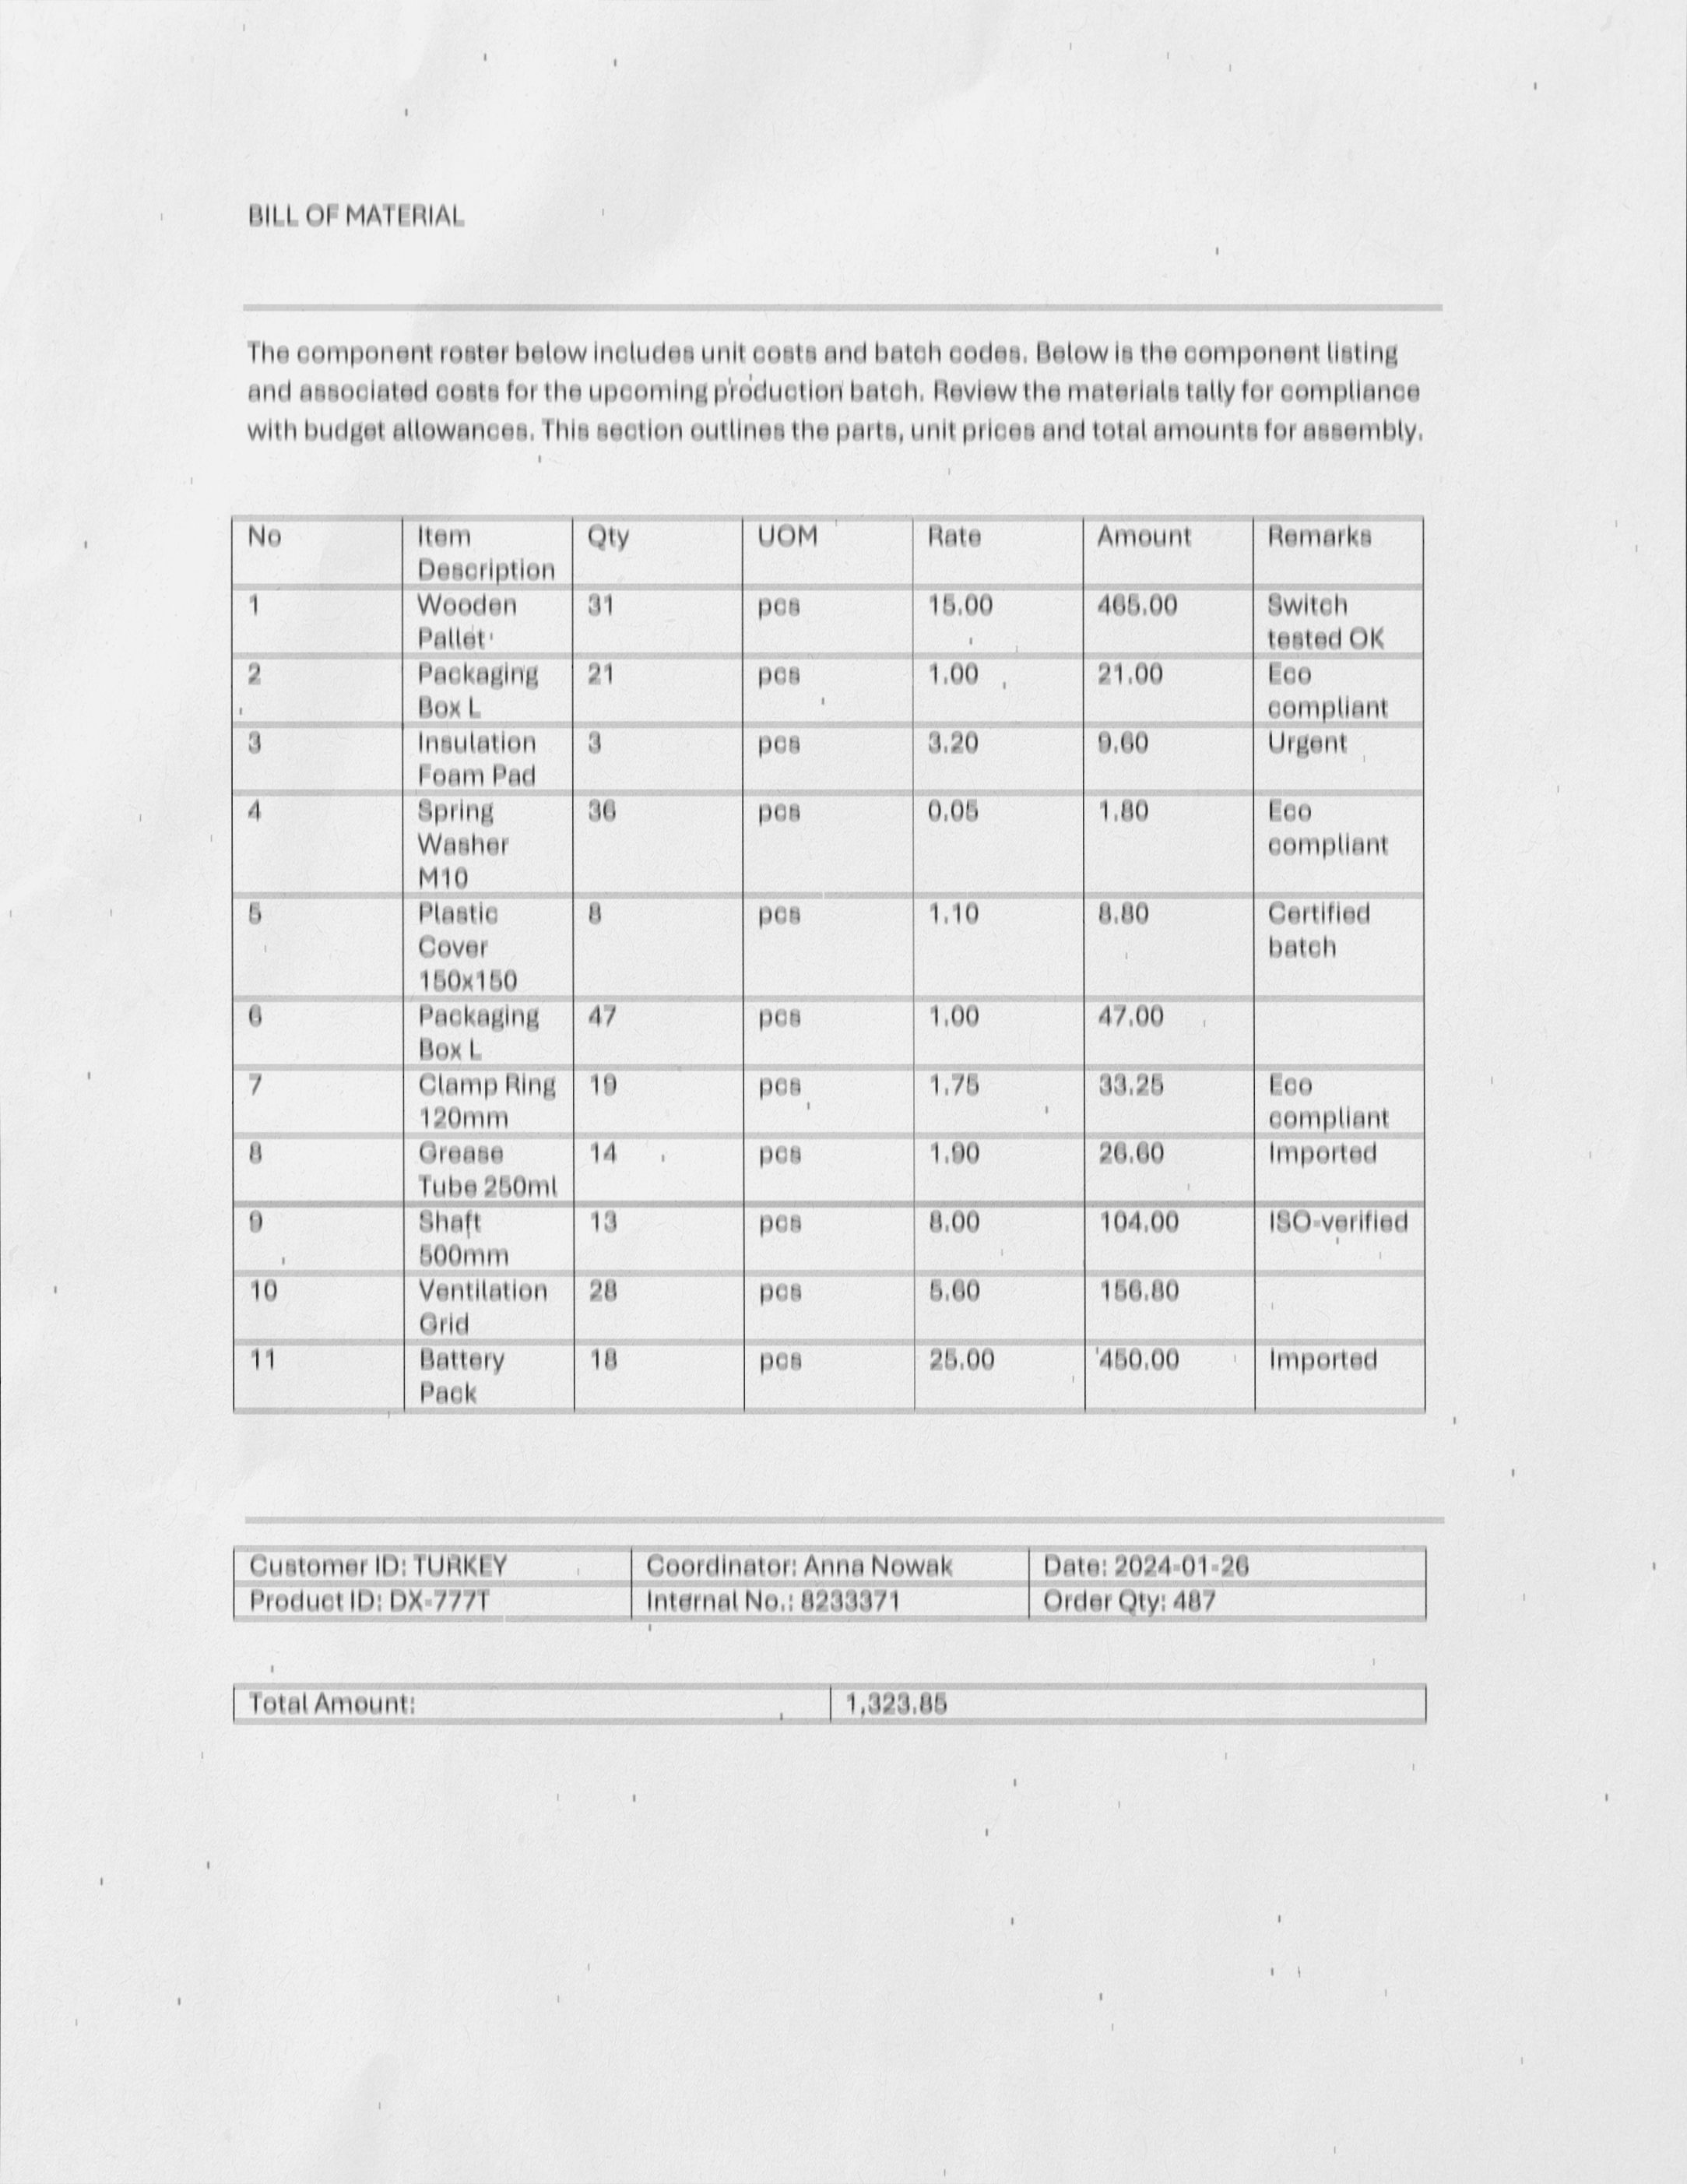 BILL OF MATERIAL
The component roster below includes unit costs and batch codes. Below is the component listing
and associated costs for the upcoming production batch. Review the materials tally for compliance
with budget allowances. This section outlines the parts, unit prices and total amounts for assembly.
No Item Description Qty UOM Rate Amount Remarks
1 Wooden Pallet 31 pcs 15.00 465.00 Switch tested OK
2 Packaging Box L 21 pcs 1.00 21.00 Eco compliant
3 Insulation Foam Pad 3 pcs 3.20 9.60 Urgent
4 Spring Washer M10 36 pcs 0.05 1.80 Eco compliant
5 Plastic Cover 150x150 8 pcs 1.10 8.80 Certified batch
6 Packaging Box L 47 pcs 1.00 47.00
7 Clamp Ring 120mm 19 pcs 1.75 33.25 Eco compliant
8 Grease Tube 250ml 14 pcs 1.90 26.60 Imported
9 Shaft 500mm 13 pcs 8.00 104.00 ISO-verified
10 Ventilation Grid 28 pcs 5.60 156.80
11 Battery Pack 18 pcs 25.00 450.00 Imported
Customer ID: TURKEY Coordinator: Anna Nowak Date: 2024-01-26
Product ID: DX-777T Internal No.: 8233371 Order Qty: 487
Total Amount: 1,323.85